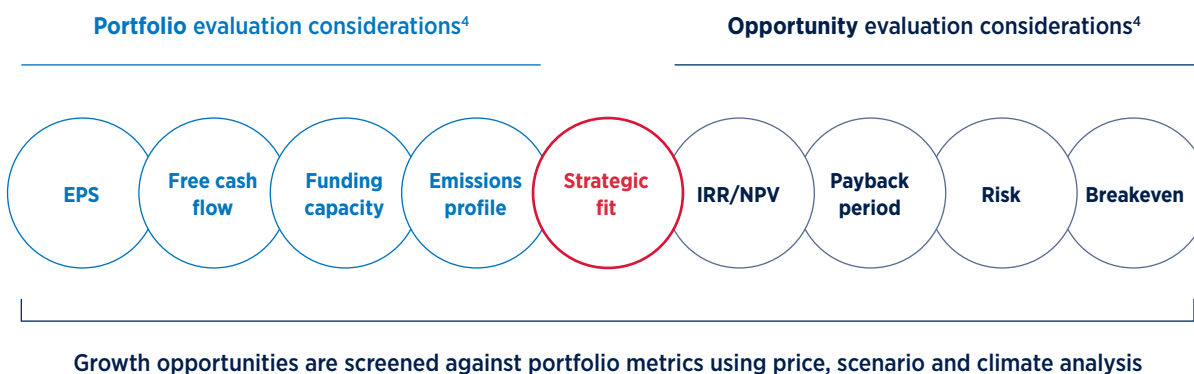 Portfolio evaluation considerations⁴
Opportunity evaluation considerations⁴
EPS
Free cash
flow
Funding
capacity
Emissions
profile
Strategic
fit
IRR/NPV
Payback
period
Risk
Breakeven
Growth opportunities are screened against portfolio metrics using price, scenario and climate analysis